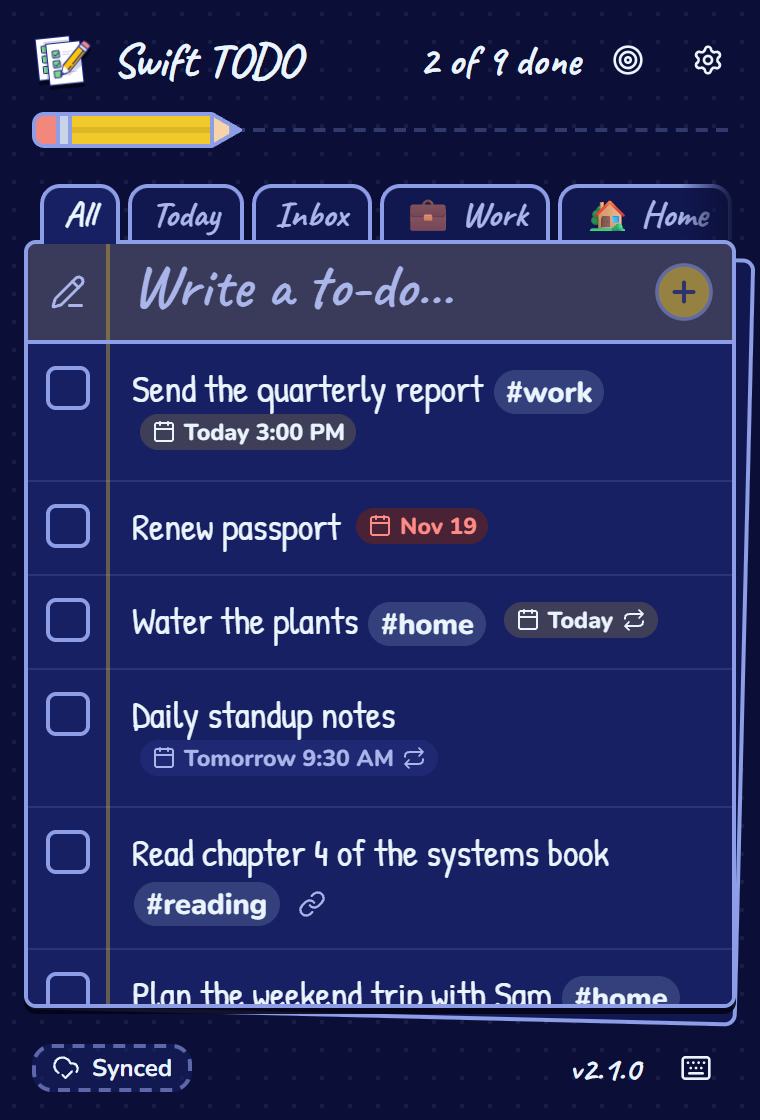 Swift TODO
2 of 9 done
All Today Inbox Work Home
Write a to-do...
Send the quarterly report #work
Today 3:00 PM
Renew passport Nov 19
Water the plants #home Today
Daily standup notes
Tomorrow 9:30 AM
Read chapter 4 of the systems book
#reading
Plan the weekend trip with Sam #home
Synced
v2.1.0